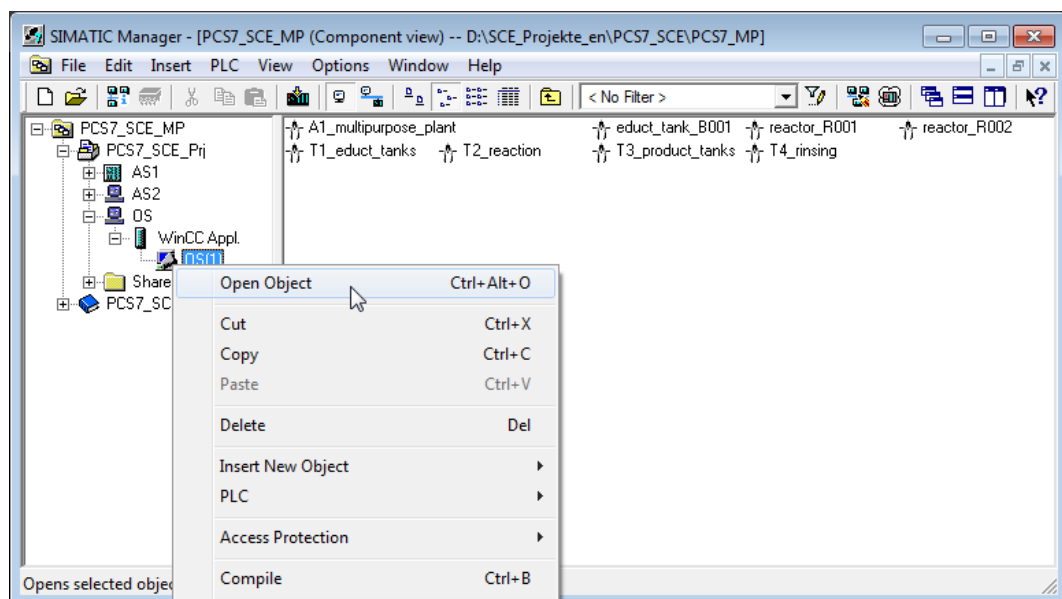 SIMATIC Manager - [PCS7_SCE_MP (Component view) -- D:\SCE_Projekte_en\PCS7_SCE\PCS7_MP]
File Edit Insert PLC View Options Window Help
< No Filter >
PCS7_SCE_MP
PCS7_SCE_Prj
AS1
AS2
OS
WinCC Appl.
OS(1)
Share
PCS7_SC
A1_multipurpose_plant educt_tank_B001 reactor_R001 reactor_R002
T1_educt_tanks T2_reaction T3_product_tanks T4_rinsing
Open Object Ctrl+Alt+O
Cut Ctrl+X
Copy Ctrl+C
Paste Ctrl+V
Delete Del
Insert New Object
PLC
Access Protection
Compile Ctrl+B
Opens selected objec